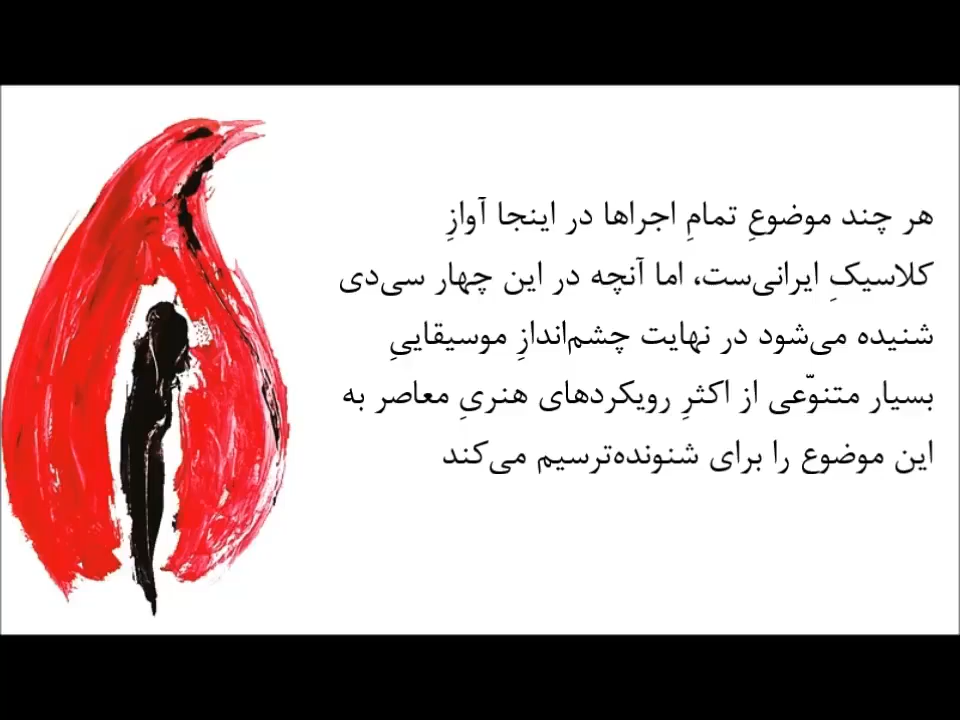 هر چند موضوعِ تمامِ اجراها در اینجا آوازِ
کلاسیکِ ایرانی‌ست، اما آنچه در این چهار سی‌دی
شنیده می‌شود در نهایت چشم‌اندازِ موسیقاییِ
بسیار متنوّعی از اکثرِ رویکردهای هنریِ معاصر به
این موضوع را برای شنونده‌ترسیم می‌کند